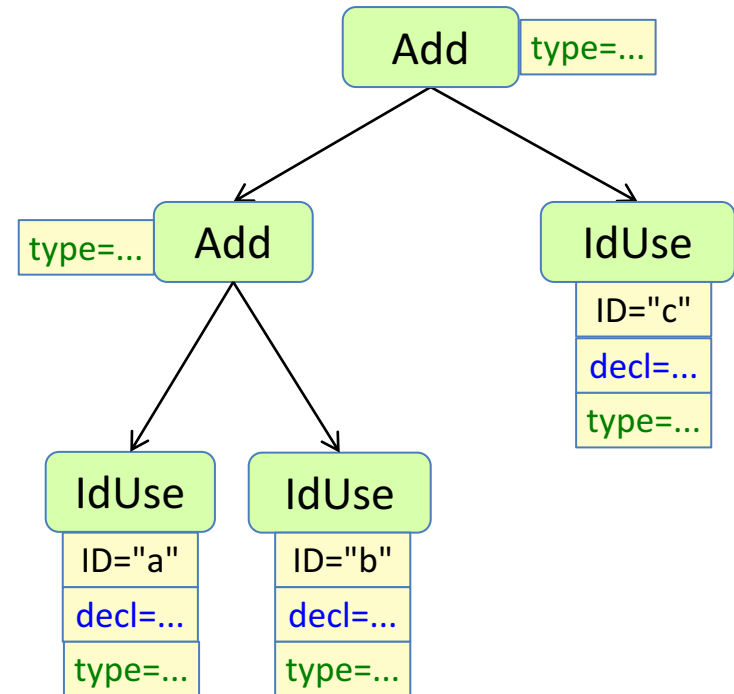 Add
type=...
type=...
Add
IdUse
ID="c"
decl=...
type=...
IdUse
ID="a"
decl=...
type=...
IdUse
ID="b"
decl=...
type=...